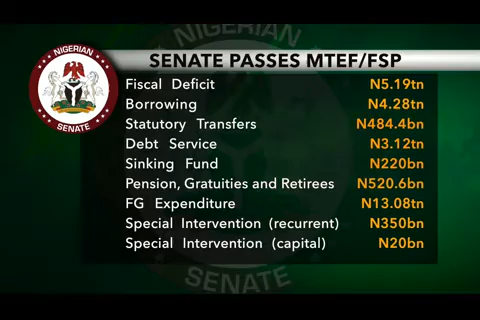 NIGERIAN
SENATE
SENATE PASSES MTEF/FSP
Fiscal Deficit N5.19tn
Borrowing N4.28tn
Statutory Transfers N484.4bn
Debt Service N3.12tn
Sinking Fund N220bn
Pension, Gratuities and Retirees N520.6bn
FG Expenditure N13.08tn
Special Intervention (recurrent) N350bn
Special Intervention (capital) N20bn
NIGERIAN
SENATE